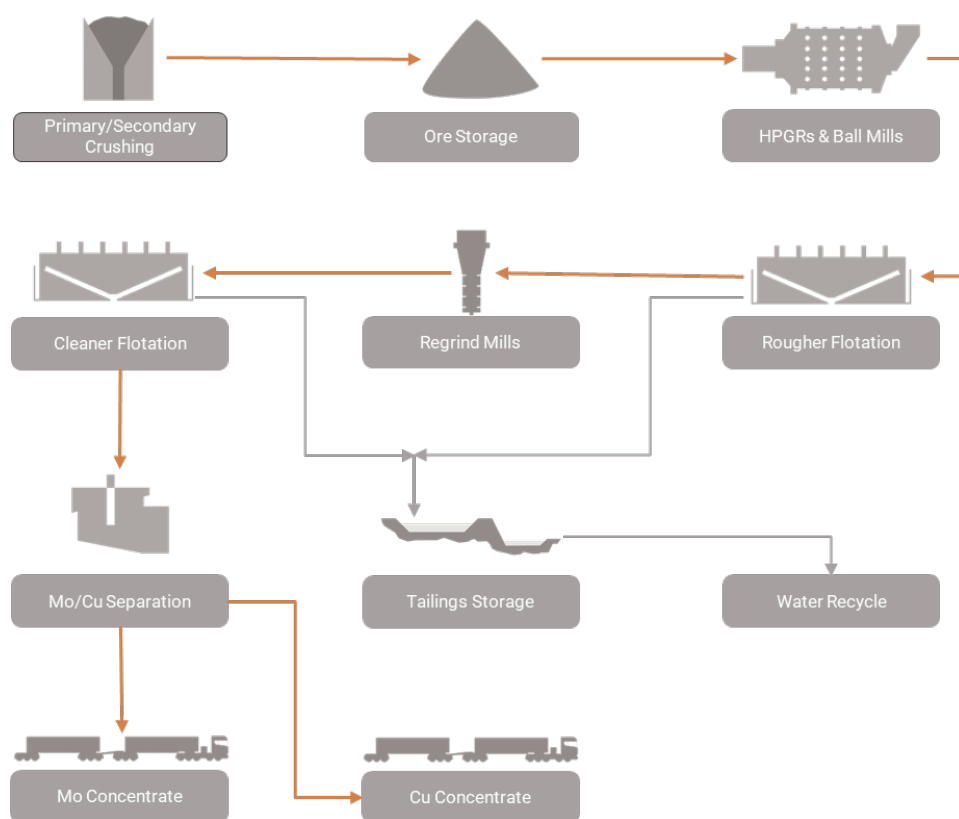 Primary/Secondary
Crushing
Ore Storage
HPGRs & Ball Mills
Cleaner Flotation
Regrind Mills
Rougher Flotation
Mo/Cu Separation
Tailings Storage
Water Recycle
Mo Concentrate
Cu Concentrate